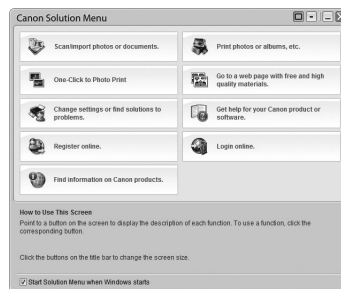 Canon Solution Menu
Scan/import photos or documents.
Print photos or albums, etc.
One-Click to Photo Print
Go to a web page with free and high
quality materials.
Change settings or find solutions to
problems.
Get help for your Canon product or
software.
Register online.
Login online.
Find information on Canon products.
How to Use This Screen
Point to a button on the screen to display the description of each function. To use a function, click the
corresponding button.
Click the buttons on the title bar to change the screen size.
Start Solution Menu when Windows starts